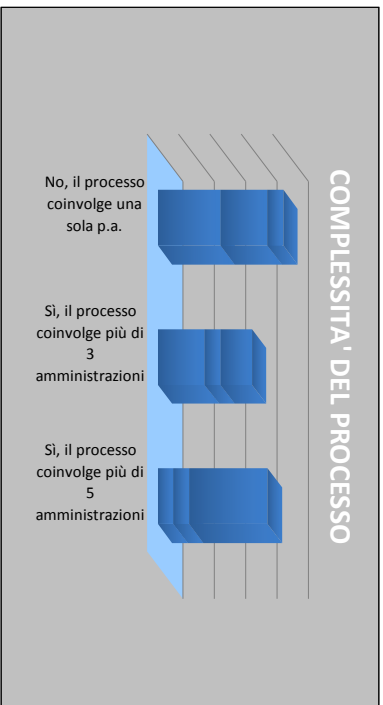 COMPLESSITA' DEL PROCESSO
No, il processo
coinvolge una
sola p.a.
Sì, il processo
coinvolge più di
3
amministrazioni
Sì, il processo
coinvolge più di
5
amministrazioni